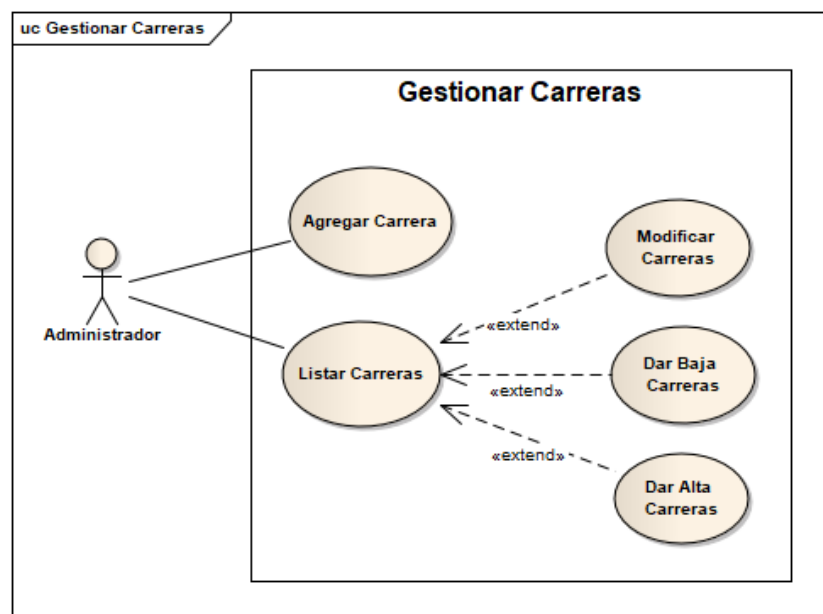 uc Gestionar Carreras
Gestionar Carreras
Agregar Carrera
Modificar
Carreras
Administrador
«extend»
Listar Carreras
Dar Baja
Carreras
«extend»
«extend»
Dar Alta
Carreras